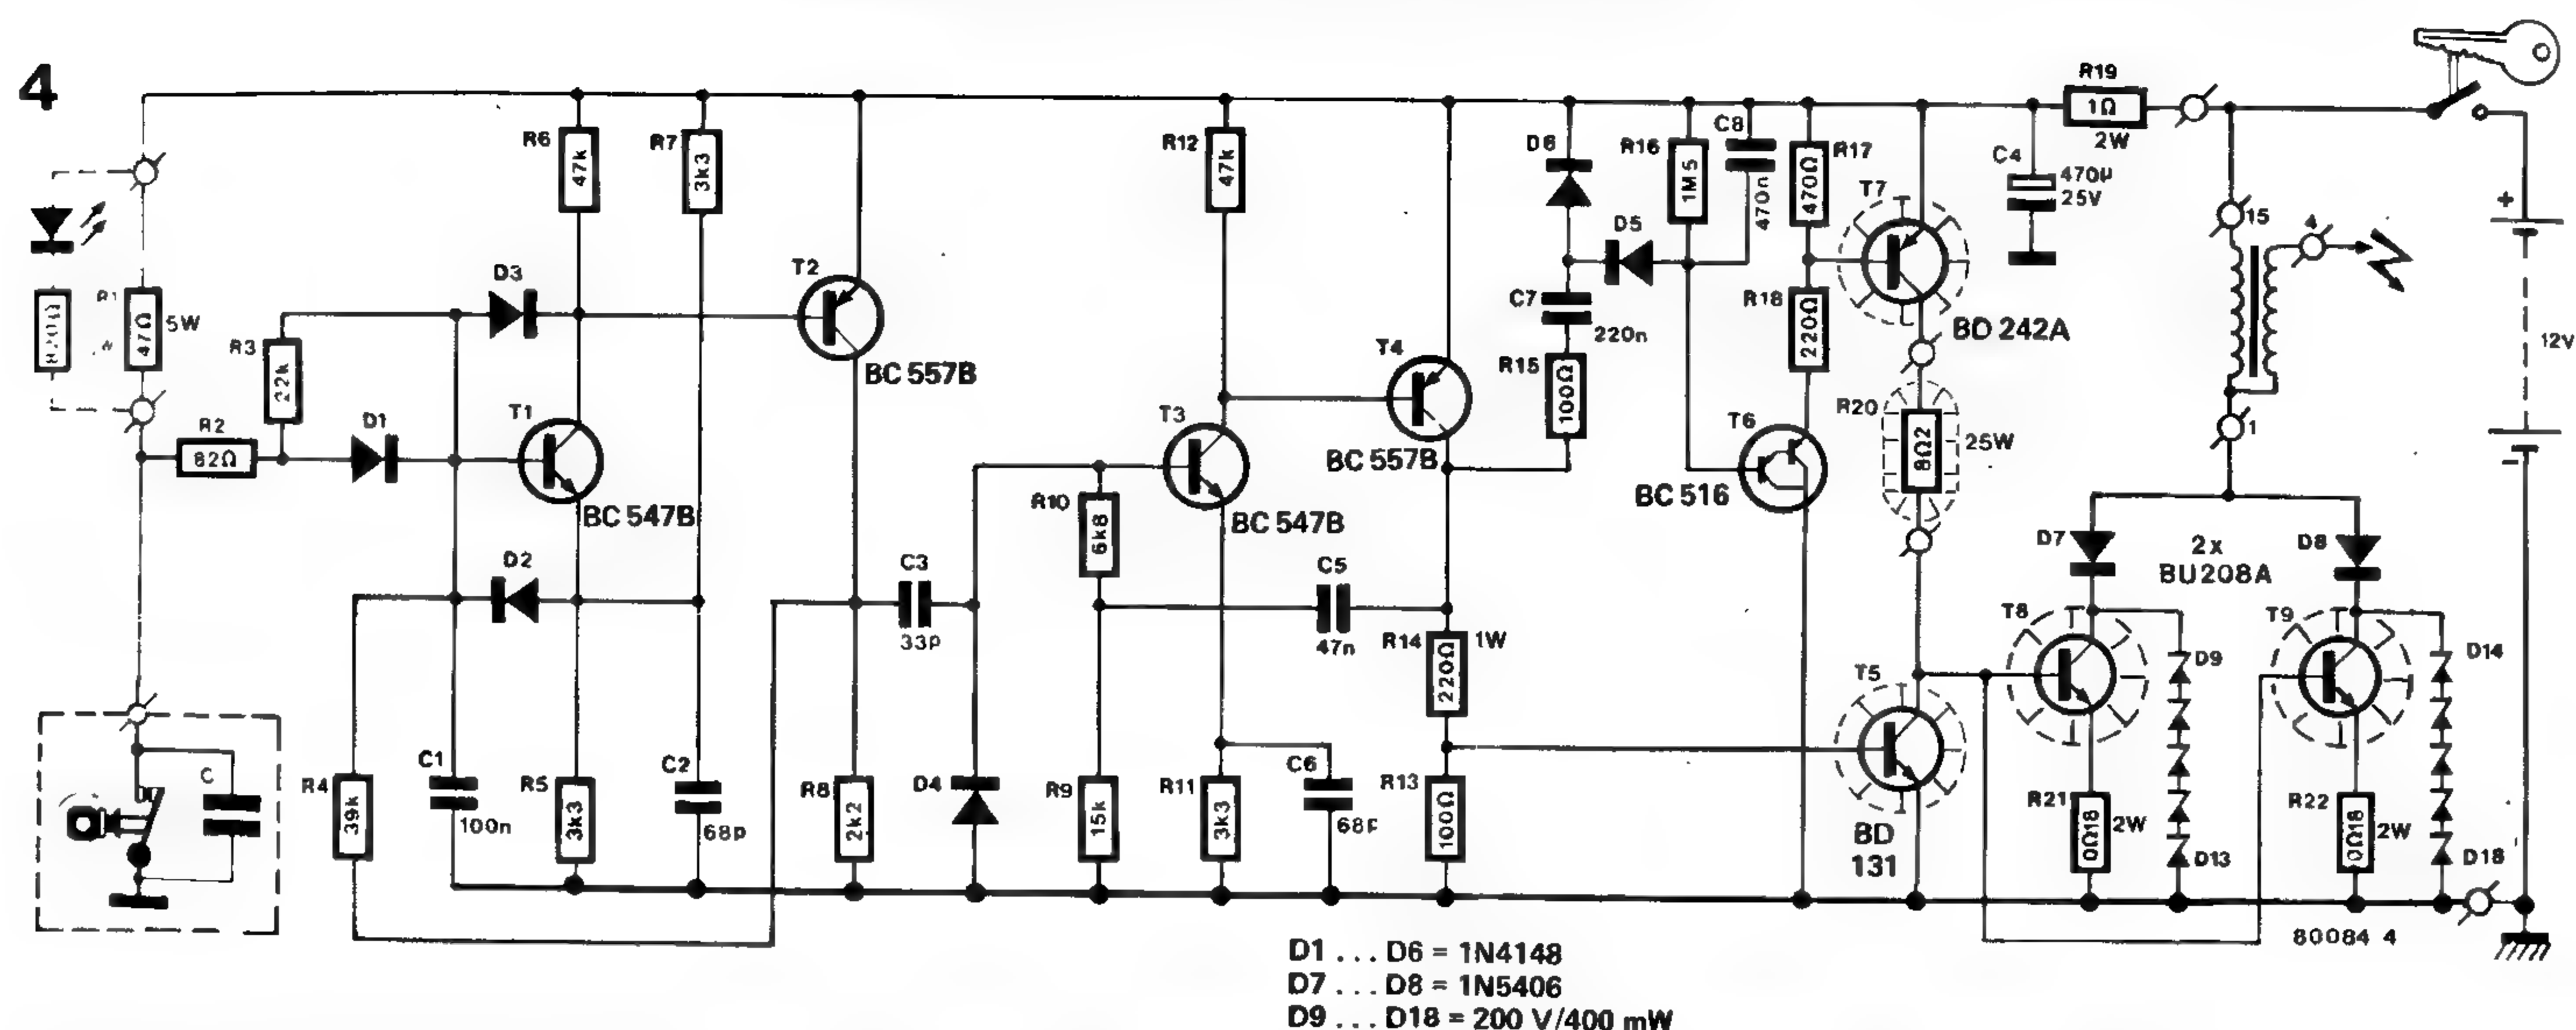 4
R1
47Ω
5W
820Ω
R2
82Ω
R3
22k
D1
D3
R6
47k
R7
3k3
T1
BC 547B
T2
BC 557B
D2
R4
39k
C1
100n
R5
3k3
C2
68p
R8
2k2
C3
33p
D4
R10
6k8
R9
15k
R12
47k
T3
BC 547B
R11
3k3
C6
68p
C5
47n
T4
BC 557B
R14
220Ω
1W
R13
100Ω
D6
D5
C7
220n
R15
100Ω
R16
1M5
C8
470n
R17
470Ω
R18
220Ω
T6
BC 516
T7
BD 242A
R20
8Ω2
25W
T5
BD
131
C4
470µ
25V
R19
1Ω
2W
15
4
1
+
12V
−
D7
2x
BU208A
D8
T8
D9
D13
R21
0Ω18
2W
T9
D14
D18
R22
0Ω18
2W
C
80084 4
D1 . . . D6 = 1N4148
D7 . . . D8 = 1N5406
D9 . . . D18 = 200 V/400 mW